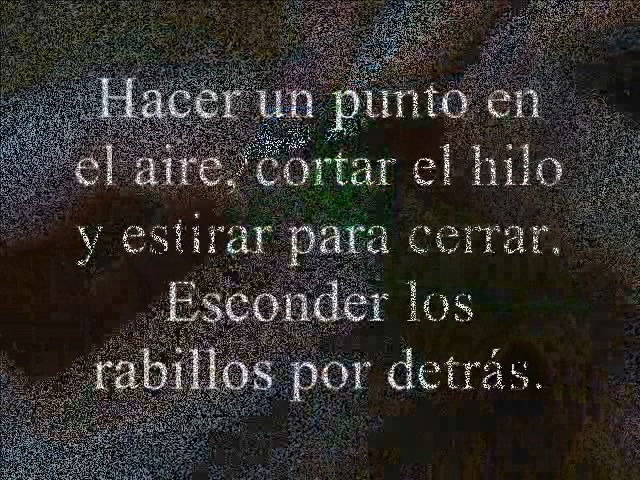 Hacer un punto en
el aire, cortar el hilo
y estirar para cerrar.
Esconder los
rabillos por detrás.